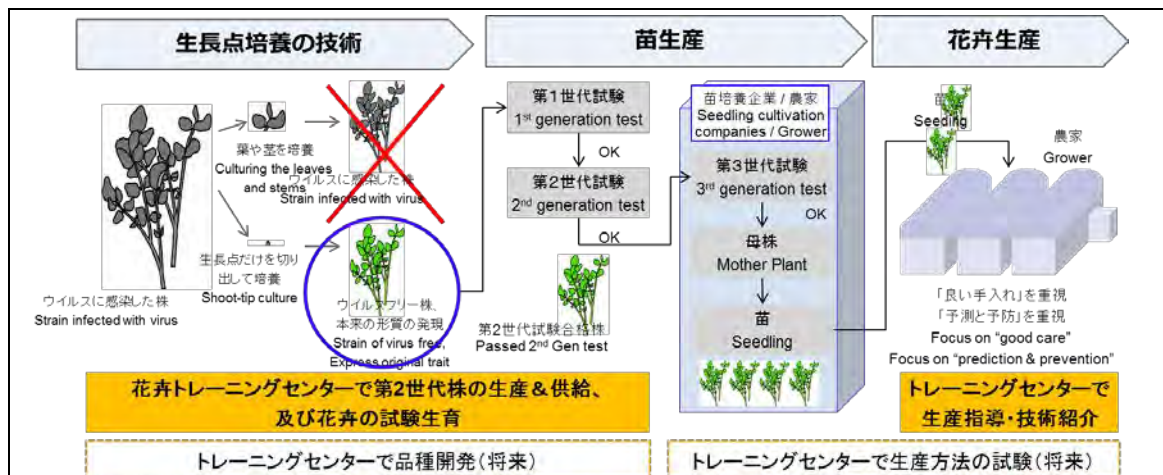 生長点培養の技術
苗生産
花卉生産
葉や茎を培養
Culturing the leaves
and stems
ウイルスに感染した株
Strain infected with virus
生長点だけを切り
出して培養
Shoot-tip culture
ウイルスに感染した株
Strain infected with virus
ウイルスフリー株、
本来の形質の発現
Strain of virus free,
Express original trait
第1世代試験
1st generation test
OK
第2世代試験
2nd generation test
OK
第2世代試験合格株
Passed 2nd Gen test
苗培養企業 / 農家
Seedling cultivation
companies / Grower
第3世代試験
3rd generation test
OK
母株
Mother Plant
苗
Seedling
苗
Seeding
農家
Grower
「良い手入れ」を重視
「予測と予防」を重視
Focus on "good care"
Focus on "prediction & prevention"
花卉トレーニングセンターで第2世代株の生産&供給、
及び花卉の試験生育
トレーニングセンターで
生産指導・技術紹介
トレーニングセンターで品種開発(将来)
トレーニングセンターで生産方法の試験(将来)